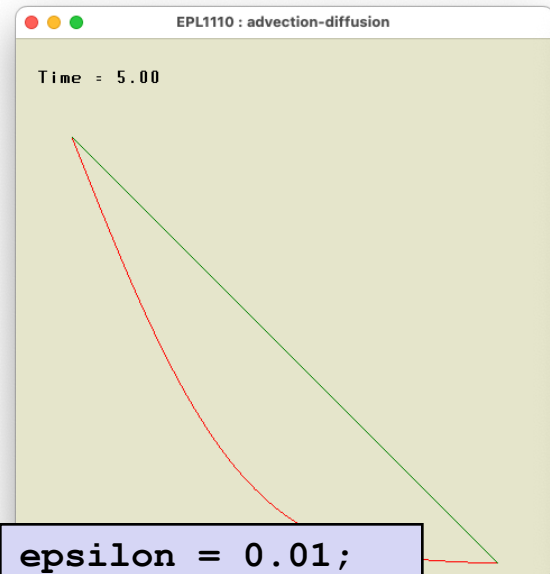 EPL1110 : advection-diffusion
Time = 5.00
epsilon = 0.01;